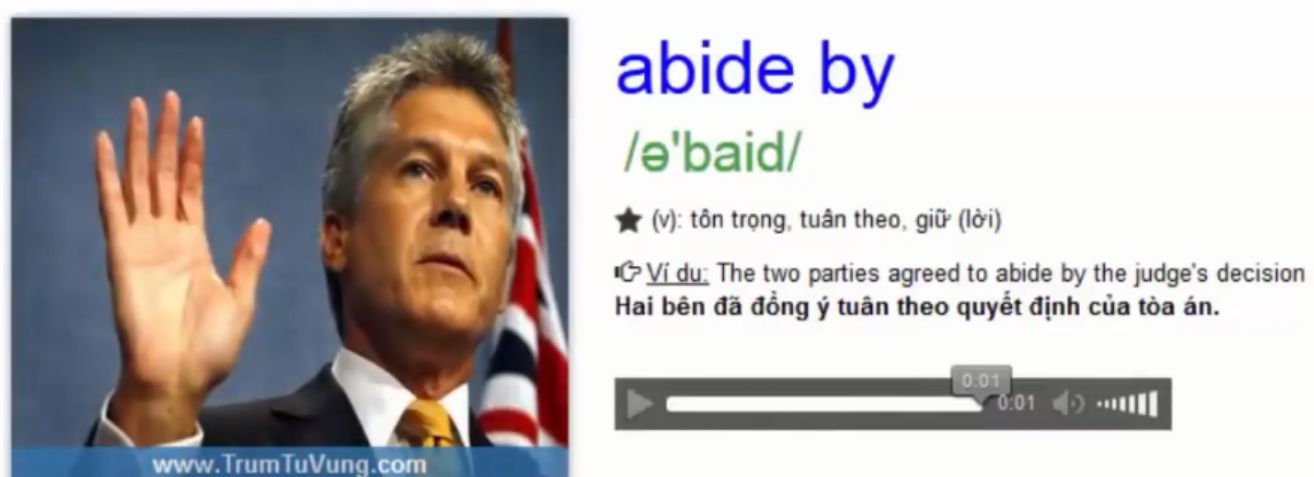 abide by
/ə'baid/
(v): tôn trọng, tuân theo, giữ (lời)
Ví du: The two parties agreed to abide by the judge's decision
Hai bên đã đồng ý tuân theo quyết định của tòa án.
0:01
0:01
www.TrumTuVung.com